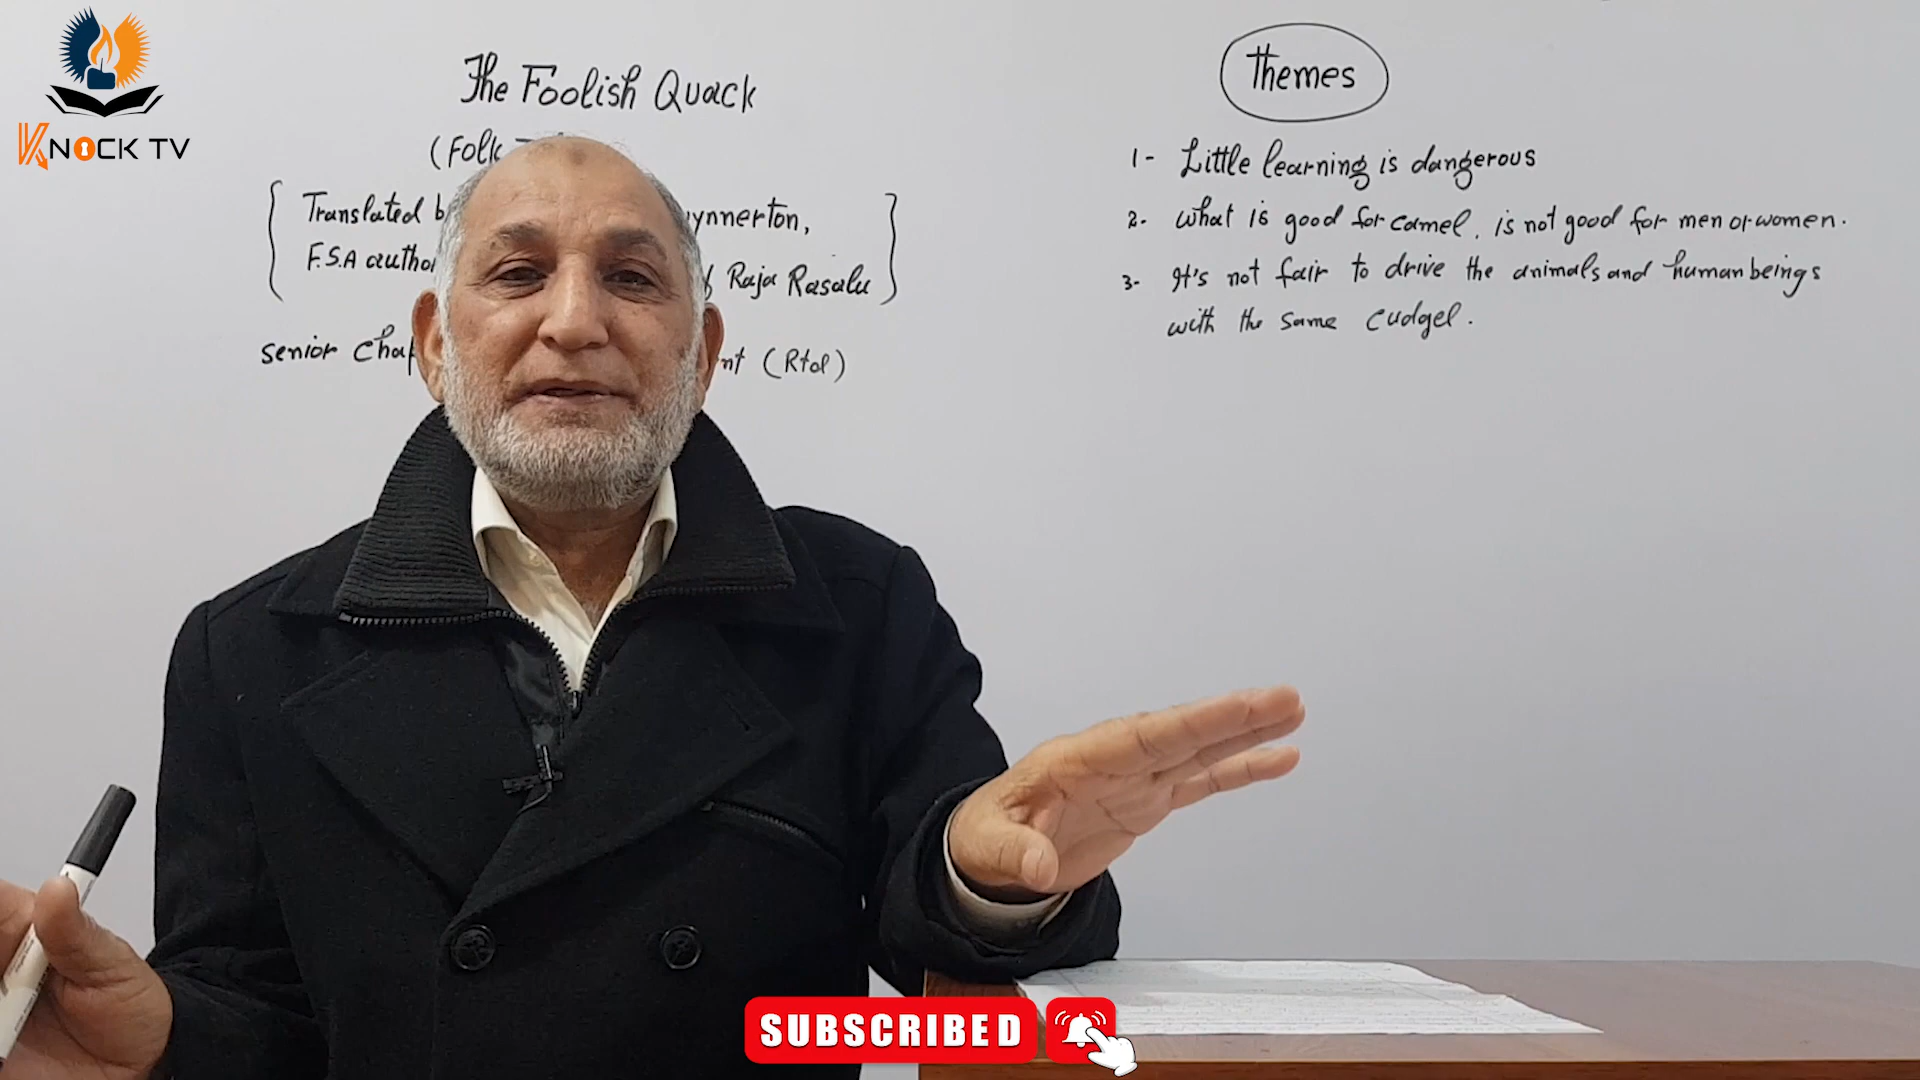 KNOCK TV
The Foolish Quack
(Folk
Translated b ynnerton,
F.S.A autho f Raja Rasalu
Senior Chap nt (Rtd)
Themes
1- Little learning is dangerous
2- What is good for camel, is not good for men or women.
3- It's not fair to drive the animals and human beings
with the same cudgel.
SUBSCRIBED